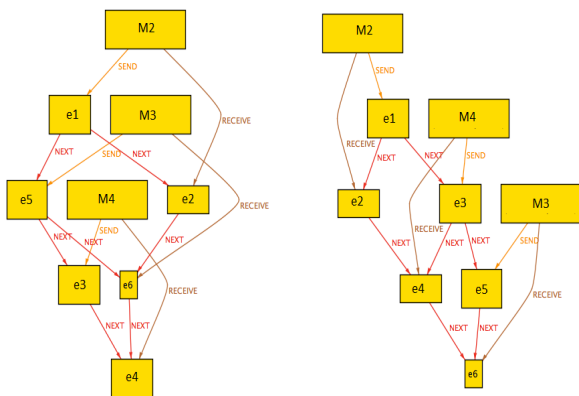 M2
SEND
e1
M3
RECEIVE
NEXT
SEND
NEXT
e5
M4
e2
RECEIVE
NEXT
NEXT
SEND
NEXT
e3
e6
RECEIVE
NEXT
NEXT
e4
M2
SEND
e1
M4
RECEIVE
NEXT
NEXT
SEND
e2
e3
M3
NEXT
RECEIVE
NEXT
NEXT
SEND
RECEIVE
e4
e5
NEXT
NEXT
e6